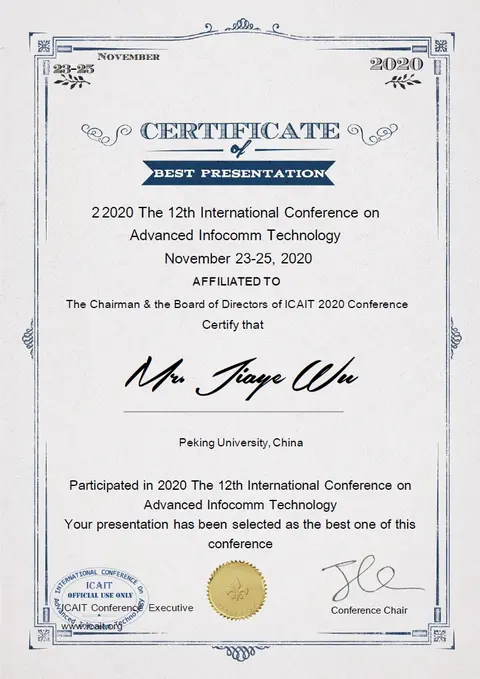 NOVEMBER
23-25
2020
CERTIFICATE
of
BEST PRESENTATION
2 2020 The 12th International Conference on
Advanced Infocomm Technology
November 23-25, 2020
AFFILIATED TO
The Chairman & the Board of Directors of ICAIT 2020 Conference
Certify that
Mr. Jiaye Wu
Peking University, China
Participated in 2020 The 12th International Conference on
Advanced Infocomm Technology
Your presentation has been selected as the best one of this
conference
INTERNATIONAL CONFERENCE ON
ICAIT
OFFICIAL USE ONLY
Advanced Infocomm Technology
ICAIT Conference Executive
www.icait.org
Conference Chair